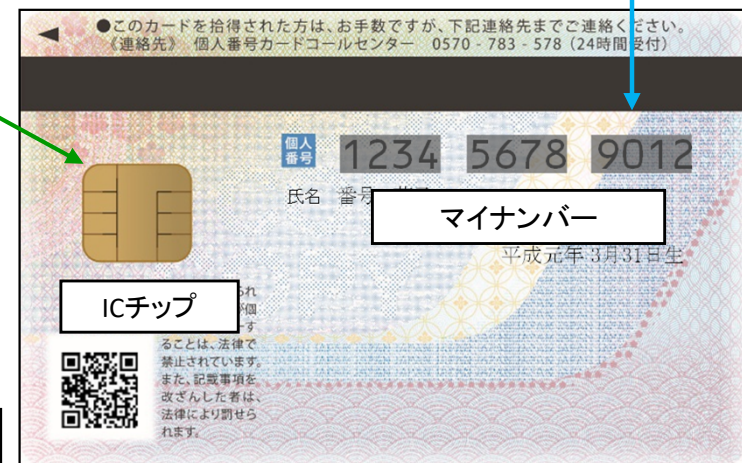 ●このカードを拾得された方は、お手数ですが、下記連絡先までご連絡ください。
《連絡先》 個人番号カードコールセンター 0570-783-578(24時間受付)
個人
番号
1234 5678 9012
氏名 番号
マイナンバー
平成元年3月31日生
ICチップ
ることは、法律で
禁止されています。
また、記載事項を
改ざんした者は、
法律により罰せら
れます。